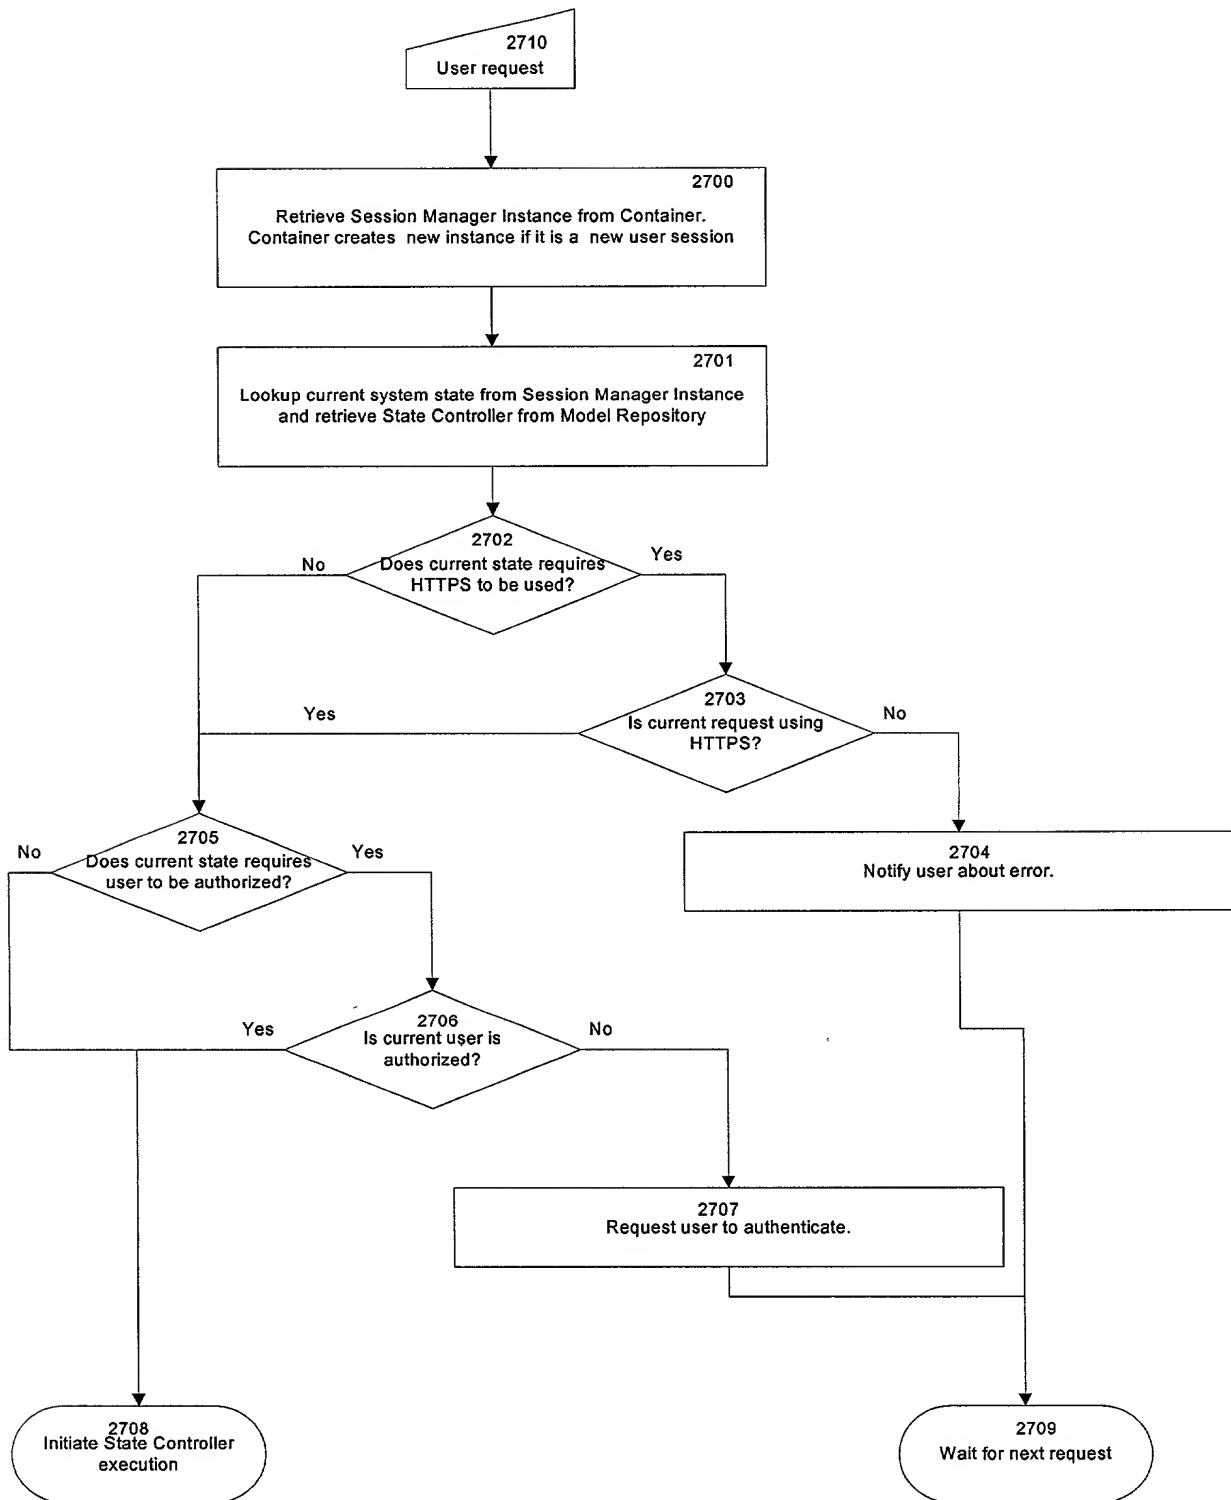 2710
User request
2700
Retrieve Session Manager Instance from Container.
Container creates new instance if it is a new user session
2701
Lookup current system state from Session Manager Instance
and retrieve State Controller from Model Repository
2702
No
Does current state requires
Yes
HTTPS to be used?
2703
Yes
Is current request using
No
HTTPS?
2705
No
Does current state requires
Yes
user to be authorized?
2704
Notify user about error.
2706
Yes
Is current user is
No
authorized?
2707
Request user to authenticate.
2708
Initiate State Controller
execution
2709
Wait for next request